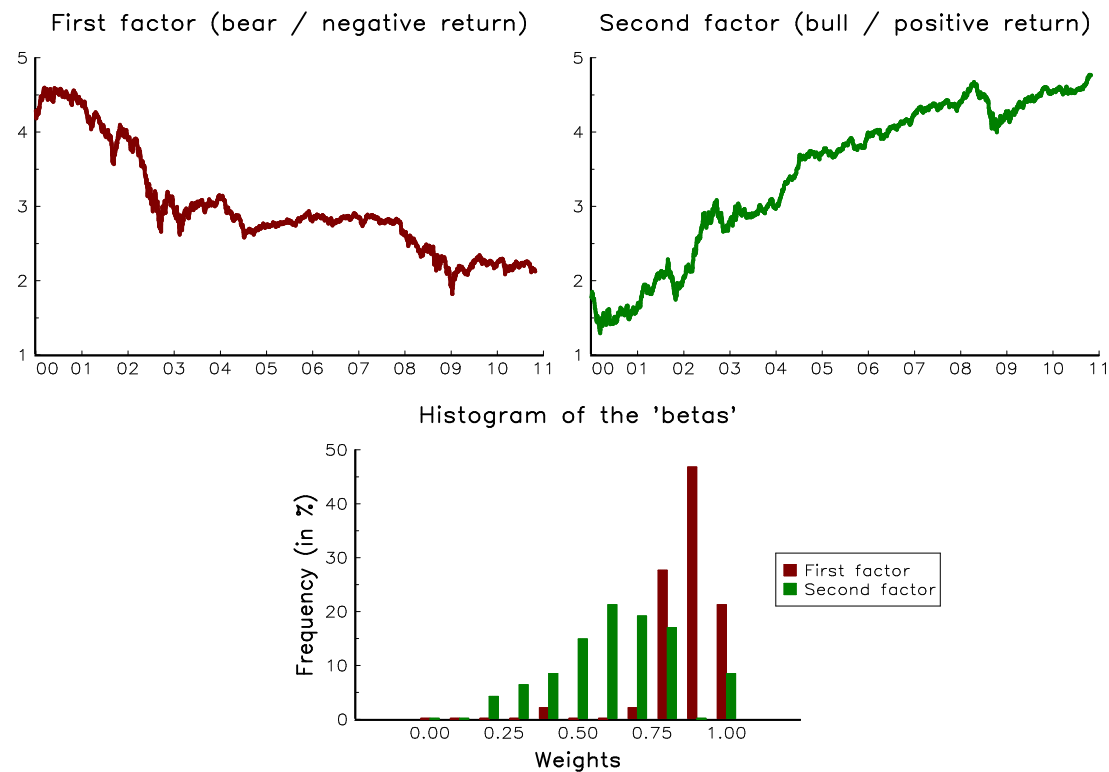 First factor (bear / negative return)
5
4
3
2
1
00 01 02 03 04 05 06 07 08 09 10 11
Second factor (bull / positive return)
5
4
3
2
1
00 01 02 03 04 05 06 07 08 09 10 11
Histogram of the 'betas'
Frequency (in %)
50
40
30
20
10
0
0.00 0.25 0.50 0.75 1.00
Weights
First factor
Second factor